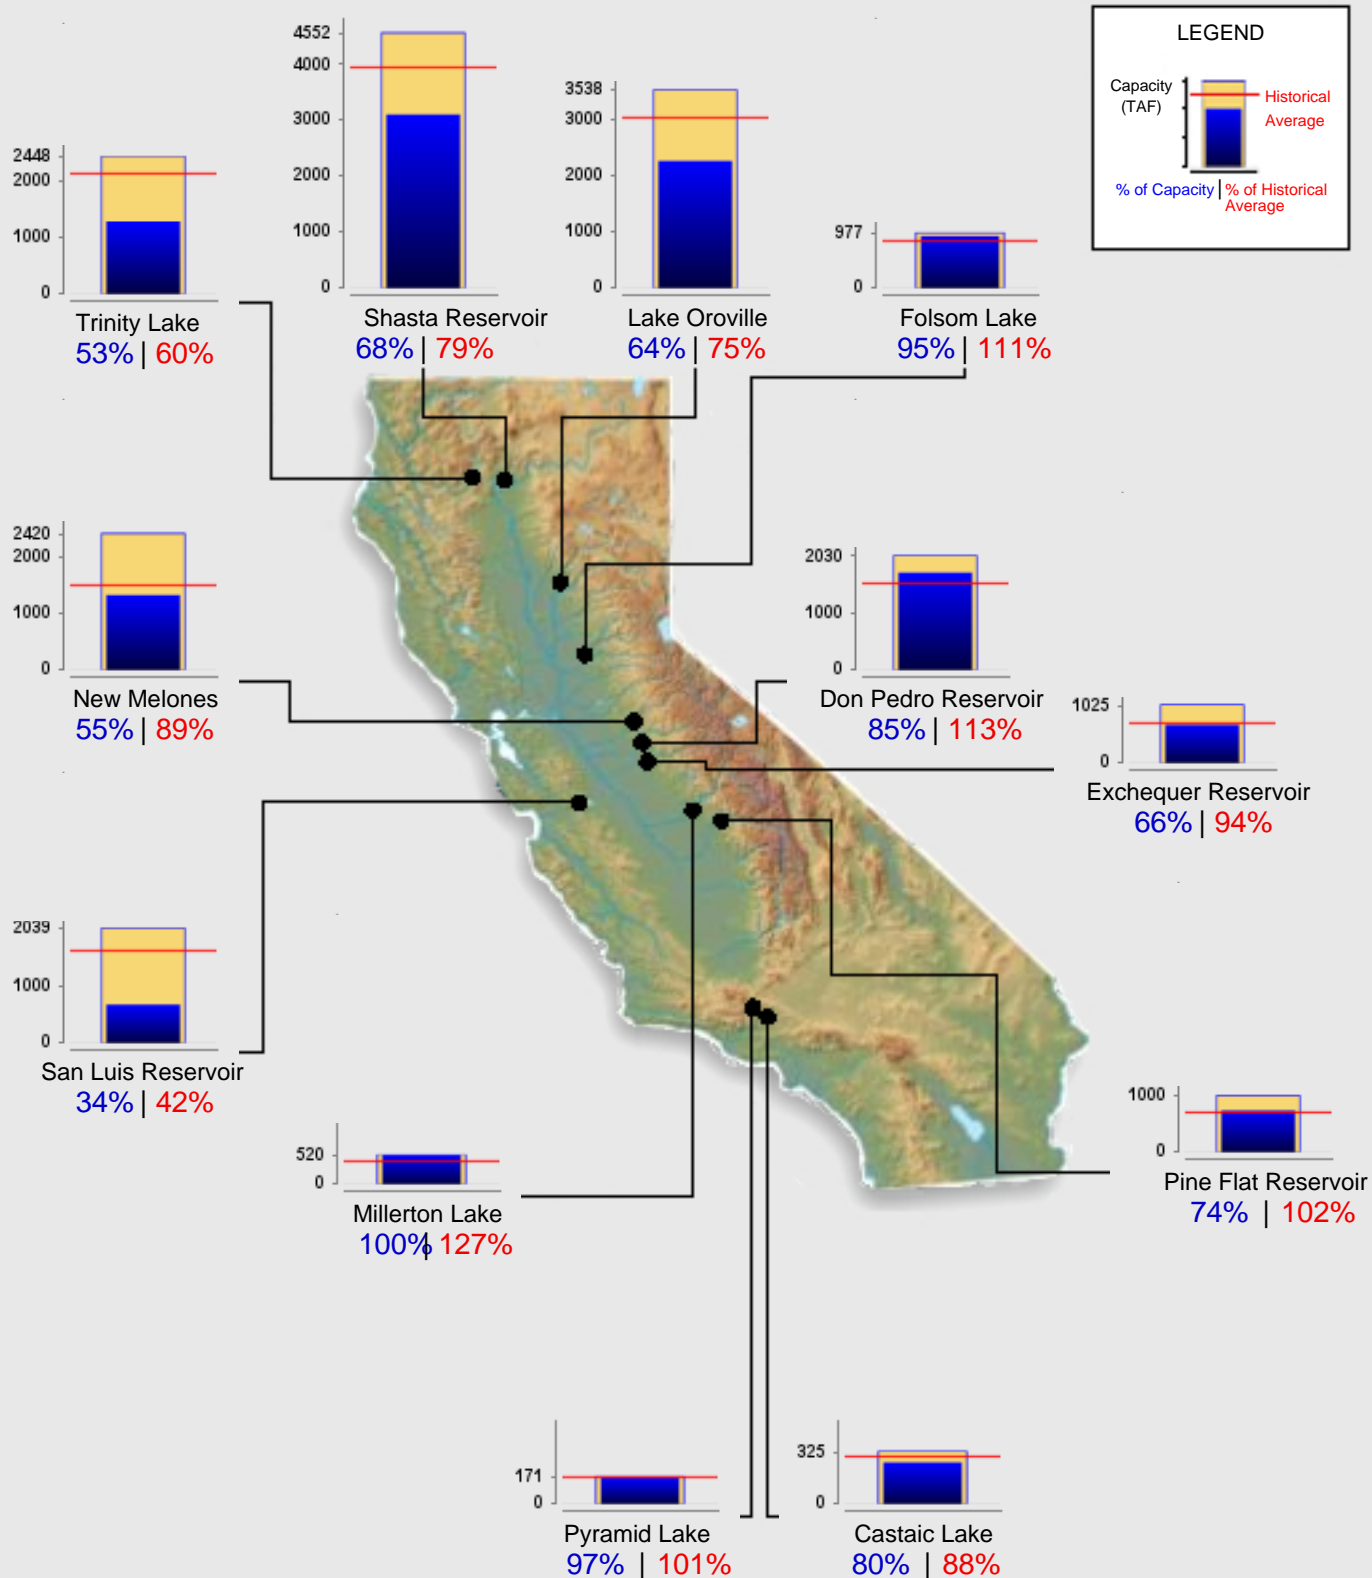 LEGEND
Capacity
(TAF)
Historical
Average
% of Capacity | % of Historical
Average
2448
2000
1000
0
Trinity Lake
53% | 60%
4552
4000
3000
2000
1000
0
Shasta Reservoir
68% | 79%
3538
3000
2000
1000
0
Lake Oroville
64% | 75%
977
0
Folsom Lake
95% | 111%
2420
2000
1000
0
New Melones
55% | 89%
2030
1000
0
Don Pedro Reservoir
85% | 113%
1025
0
Exchequer Reservoir
66% | 94%
2039
1000
0
San Luis Reservoir
34% | 42%
520
0
Millerton Lake
100% | 127%
1000
0
Pine Flat Reservoir
74% | 102%
171
0
Pyramid Lake
97% | 101%
325
0
Castaic Lake
80% | 88%